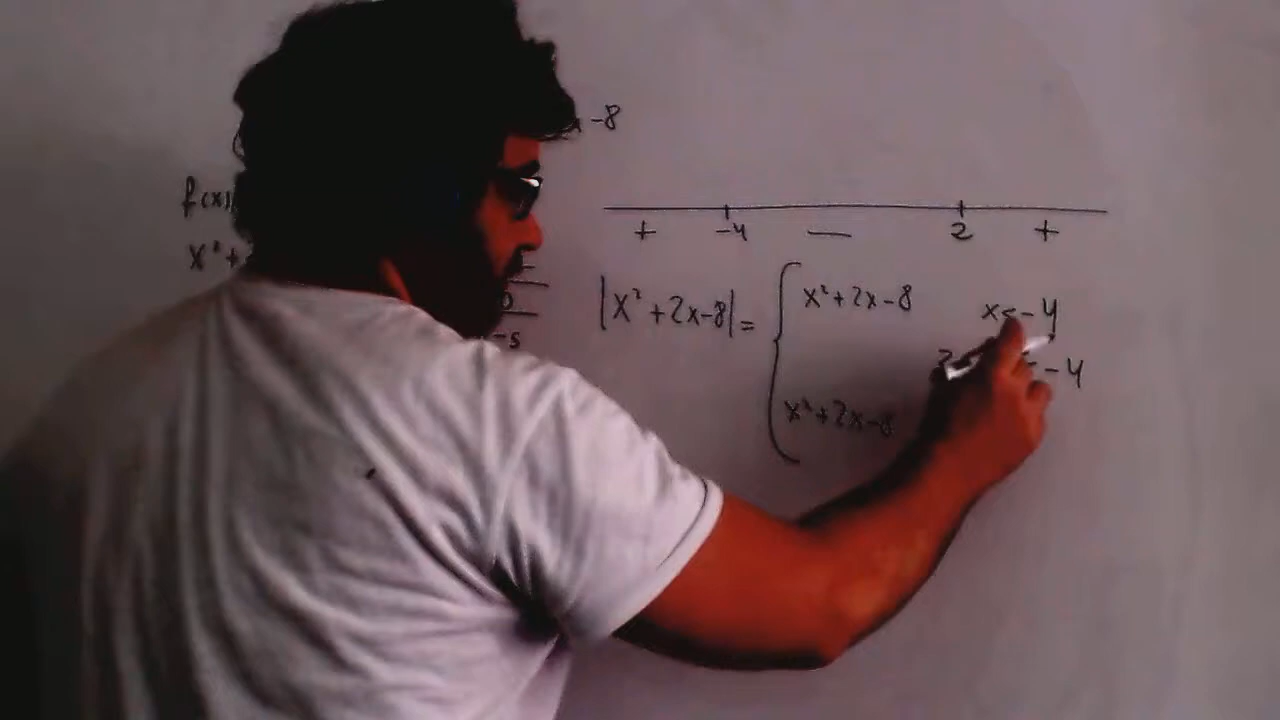 -8
f(x)
x²+
+ -4 — 2 +
|x²+2x-8|= { x²+2x-8 x<-4
-4
x²+2x-8